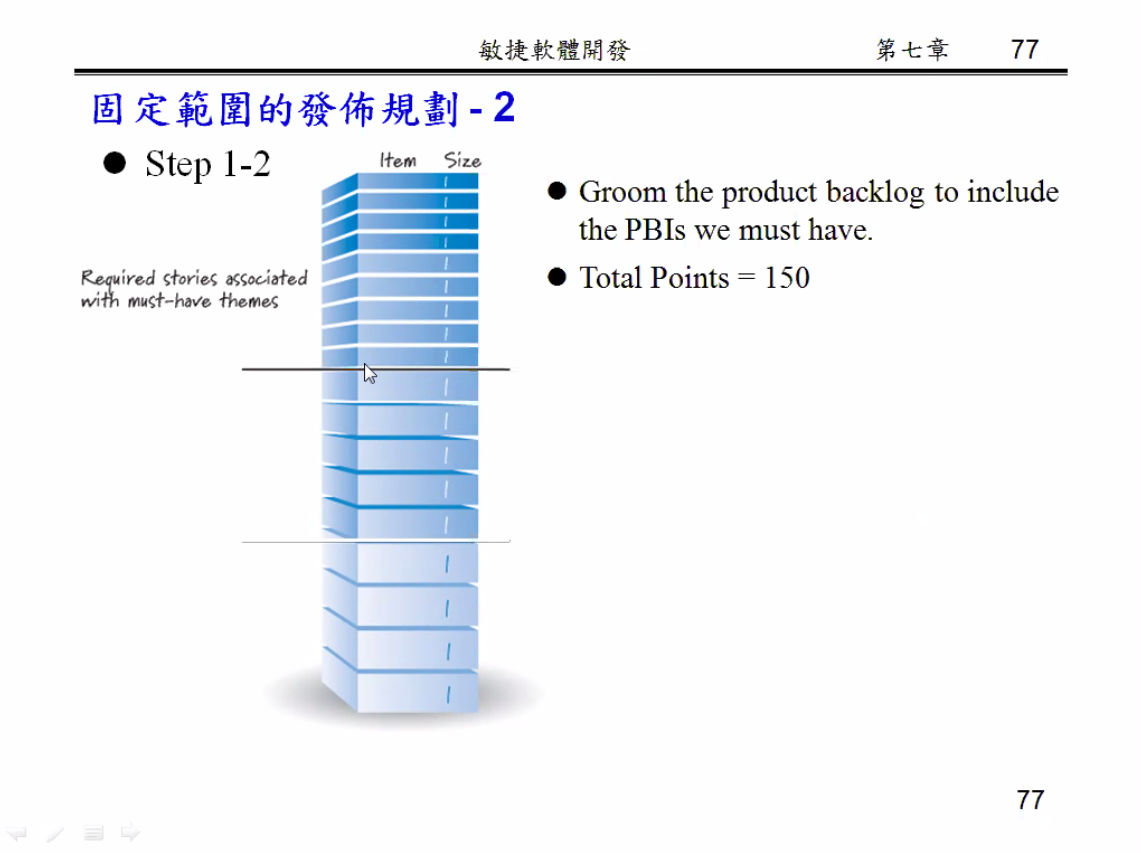 敏捷軟體開發 第七章 77
固定範圍的發佈規劃 - 2
● Step 1-2
Item Size
Required stories associated
with must-have themes
● Groom the product backlog to include
the PBIs we must have.
● Total Points = 150
77